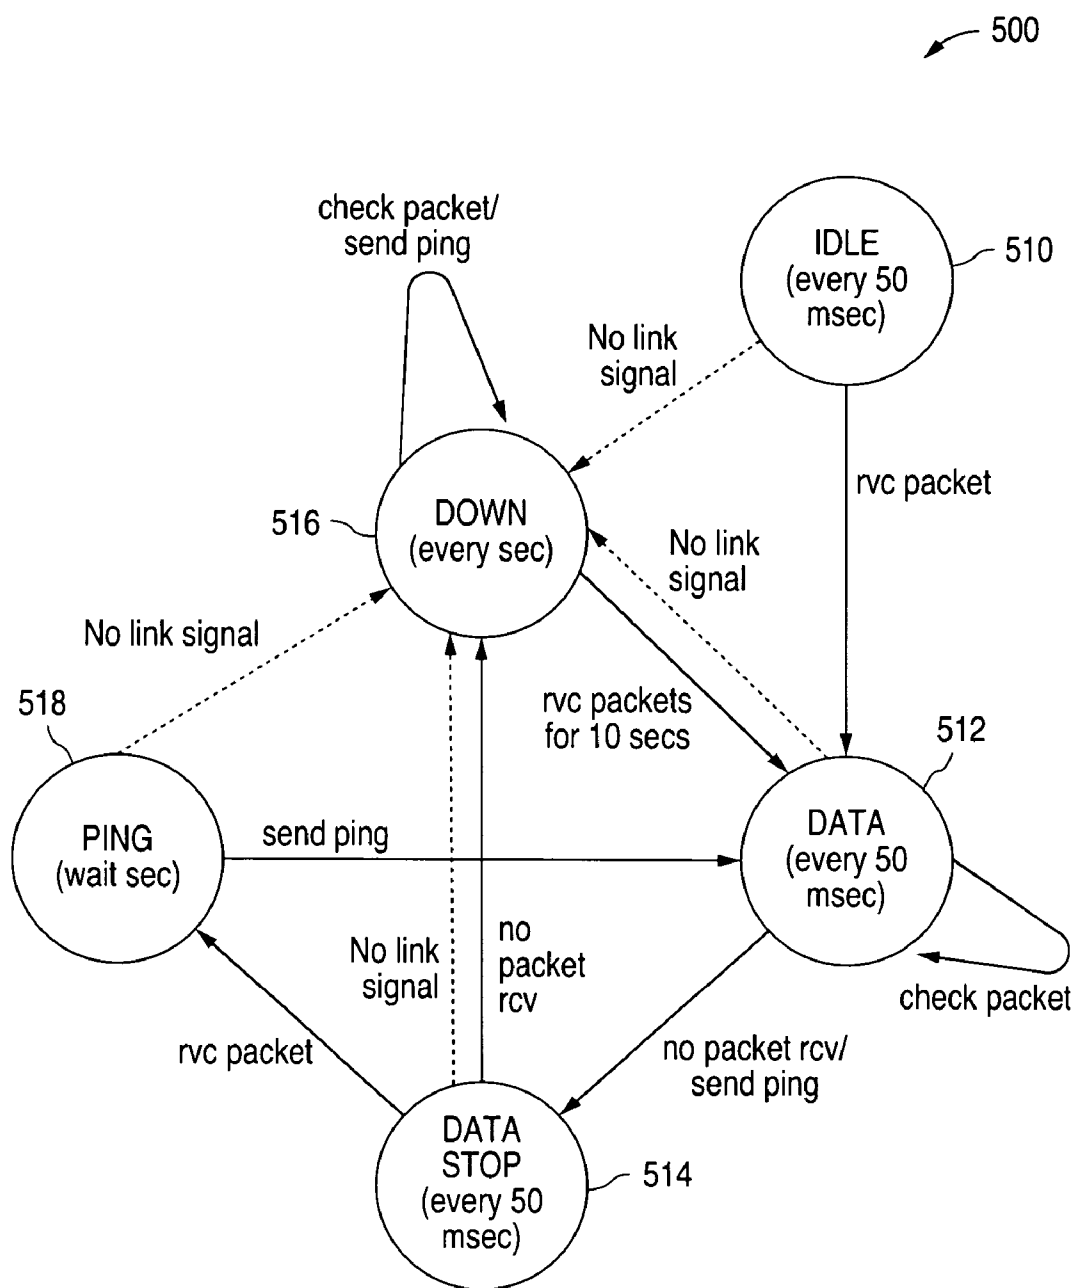 500
check packet/
send ping
IDLE
(every 50
msec)
510
No link
signal
rvc packet
516
DOWN
(every sec)
No link
signal
No link signal
rvc packets
for 10 secs
518
512
PING
(wait sec)
send ping
DATA
(every 50
msec)
No link
signal
no
packet
rcv
check packet
rvc packet
no packet rcv/
send ping
DATA
STOP
(every 50
msec)
514